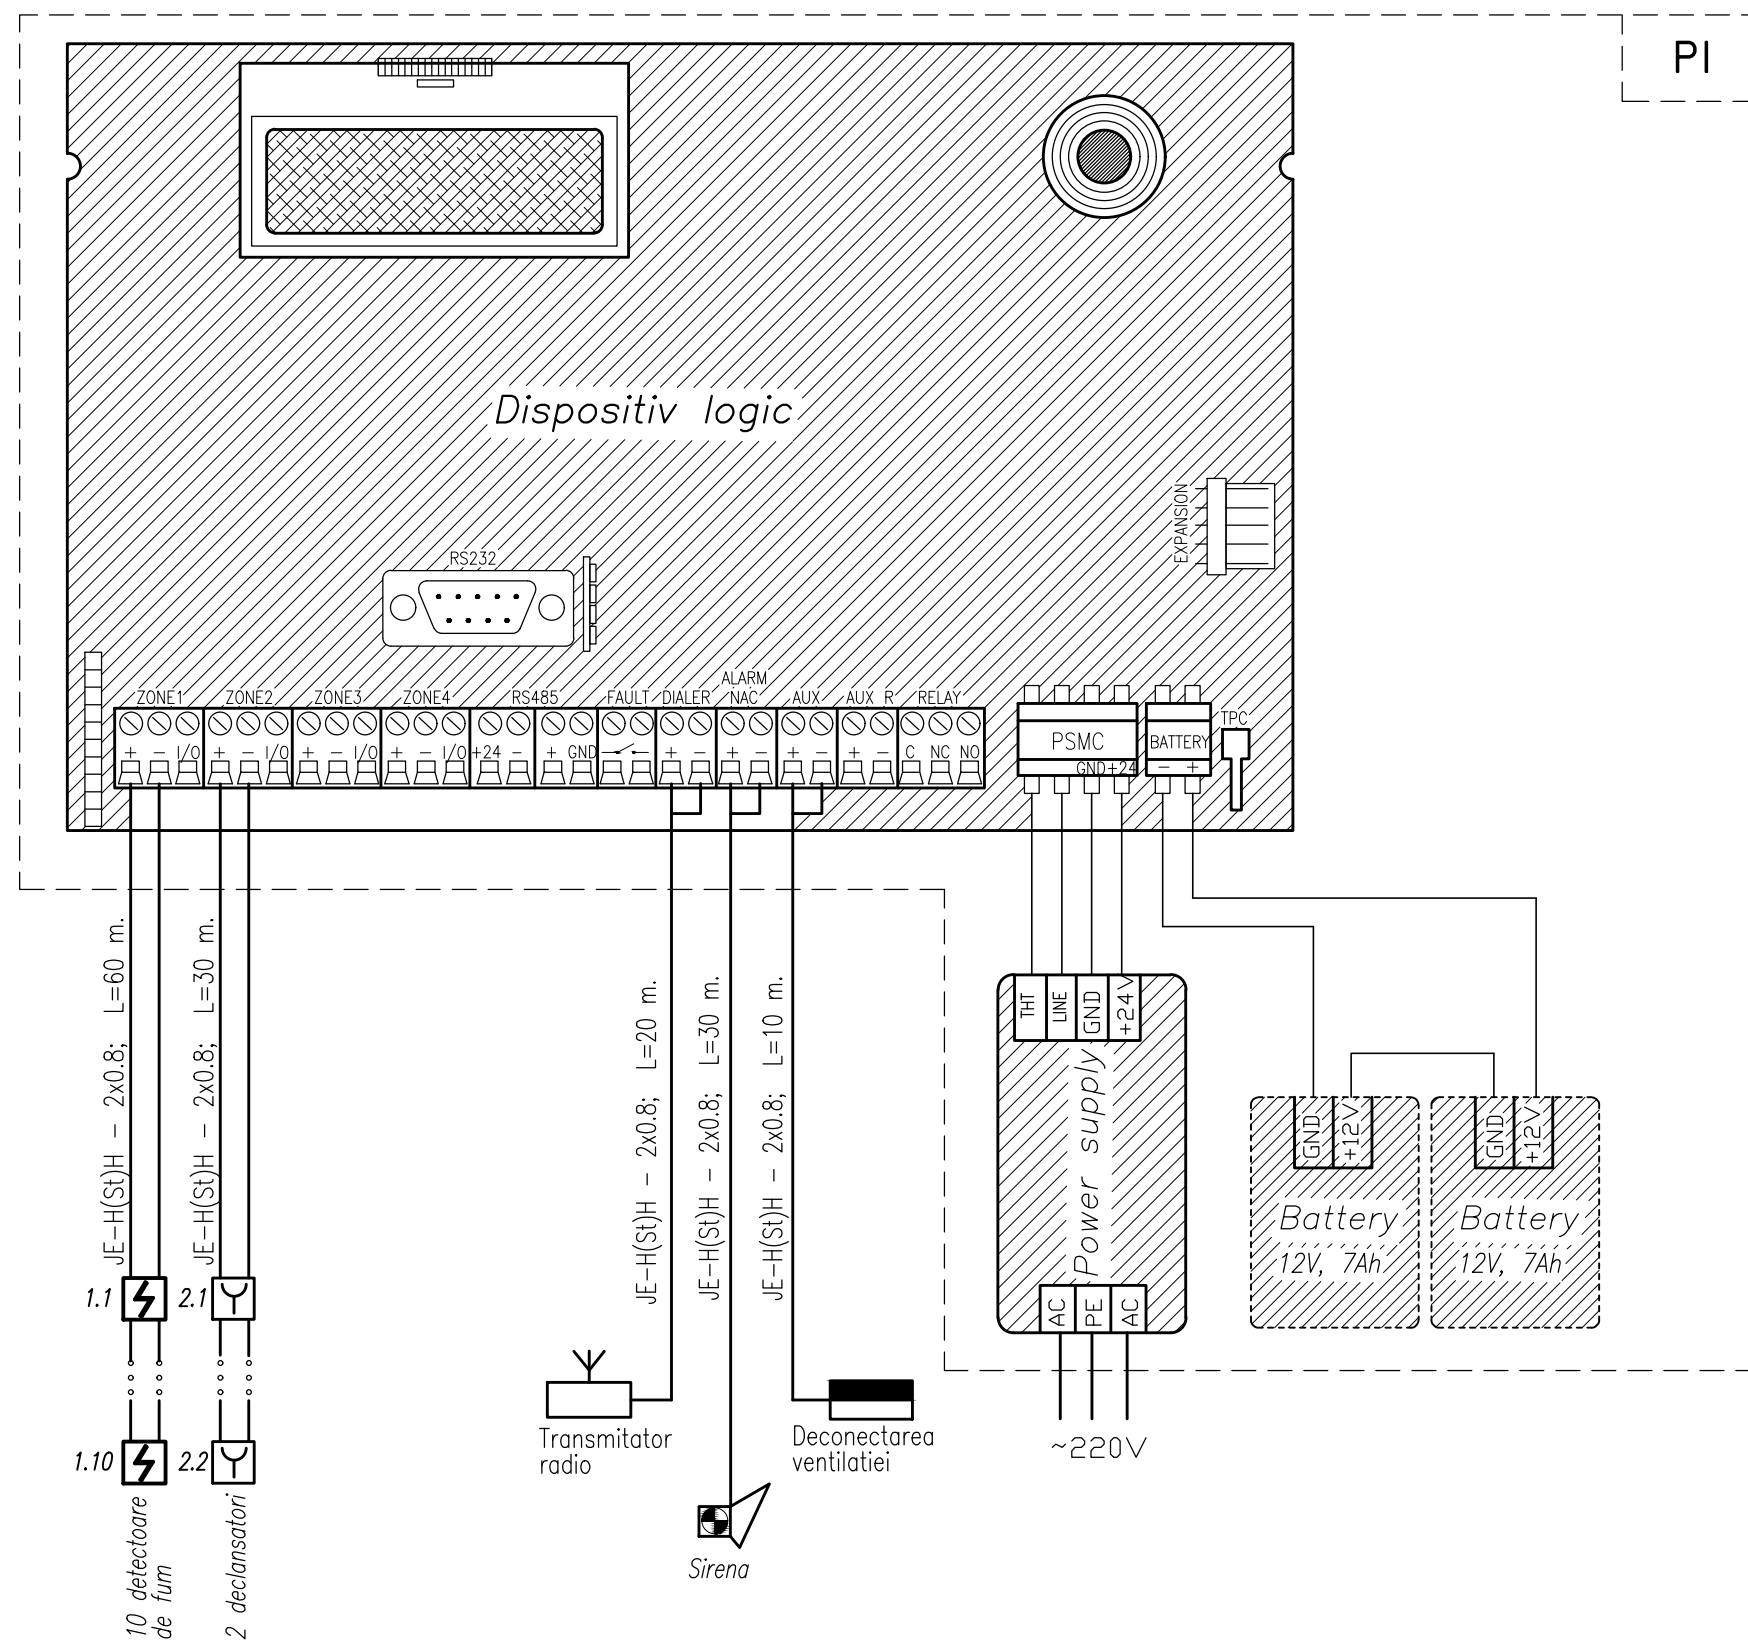 PI
Dispositiv logic
EXPANSION
RS232
ZONE1 ZONE2 ZONE3 ZONE4 RS485 FAULT DIALER ALARM NAC AUX AUX R RELAY
+ − I/O + − I/O + − I/O + − I/O +24 − + GND + − + − + − + − C NC NO
PSMC
GND +24
BATTERY
− +
TPC
JE-H(St)H - 2x0.8; L=60 m.
JE-H(St)H - 2x0.8; L=30 m.
JE-H(St)H - 2x0.8; L=20 m.
JE-H(St)H - 2x0.8; L=30 m.
JE-H(St)H - 2x0.8; L=10 m.
THT LINE GND +24V
Power supply
AC PE AC
~220V
GND +12V
Battery
12V, 7Ah
GND +12V
Battery
12V, 7Ah
1.1
2.1
1.10
2.2
10 detectoare
de fum
2 declansatori
Transmitator
radio
Sirena
Deconectarea
ventilatiei